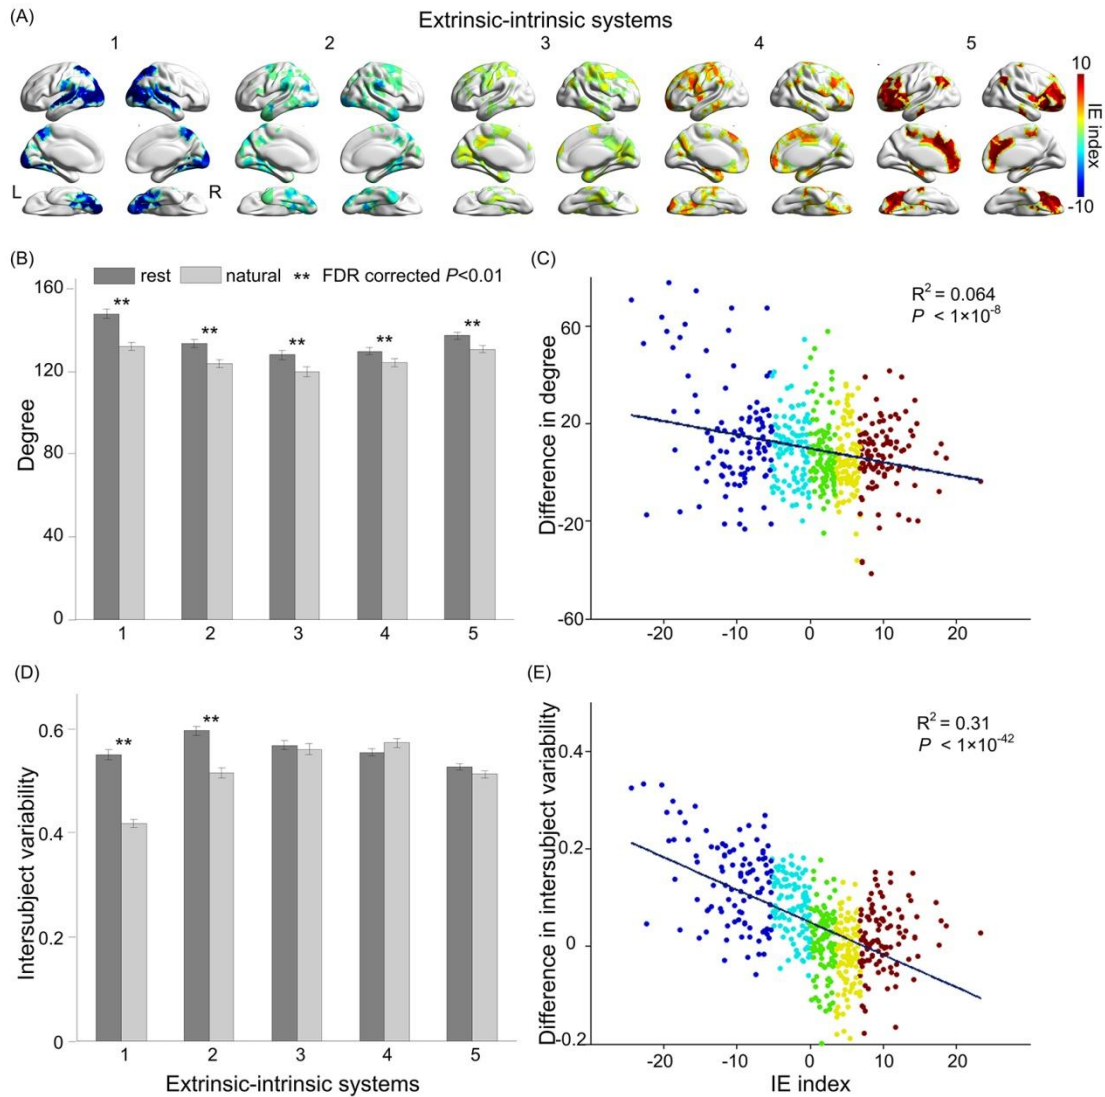 (A)
Extrinsic-intrinsic systems
1 2 3 4 5
10
IE index
-10
L R
(B)
rest natural ** FDR corrected P<0.01
160
120
80
40
0
Degree
** ** ** ** **
1 2 3 4 5
(C)
R² = 0.064
P < 1×10⁻⁸
60
20
-20
-60
Difference in degree
-20 -10 0 10 20
(D)
0.6
0.4
0.2
0
Intersubject variability
** **
1 2 3 4 5
Extrinsic-intrinsic systems
(E)
R² = 0.31
P < 1×10⁻⁴²
0.4
0.2
0
-0.2
Difference in intersubject variability
-20 -10 0 10 20
IE index